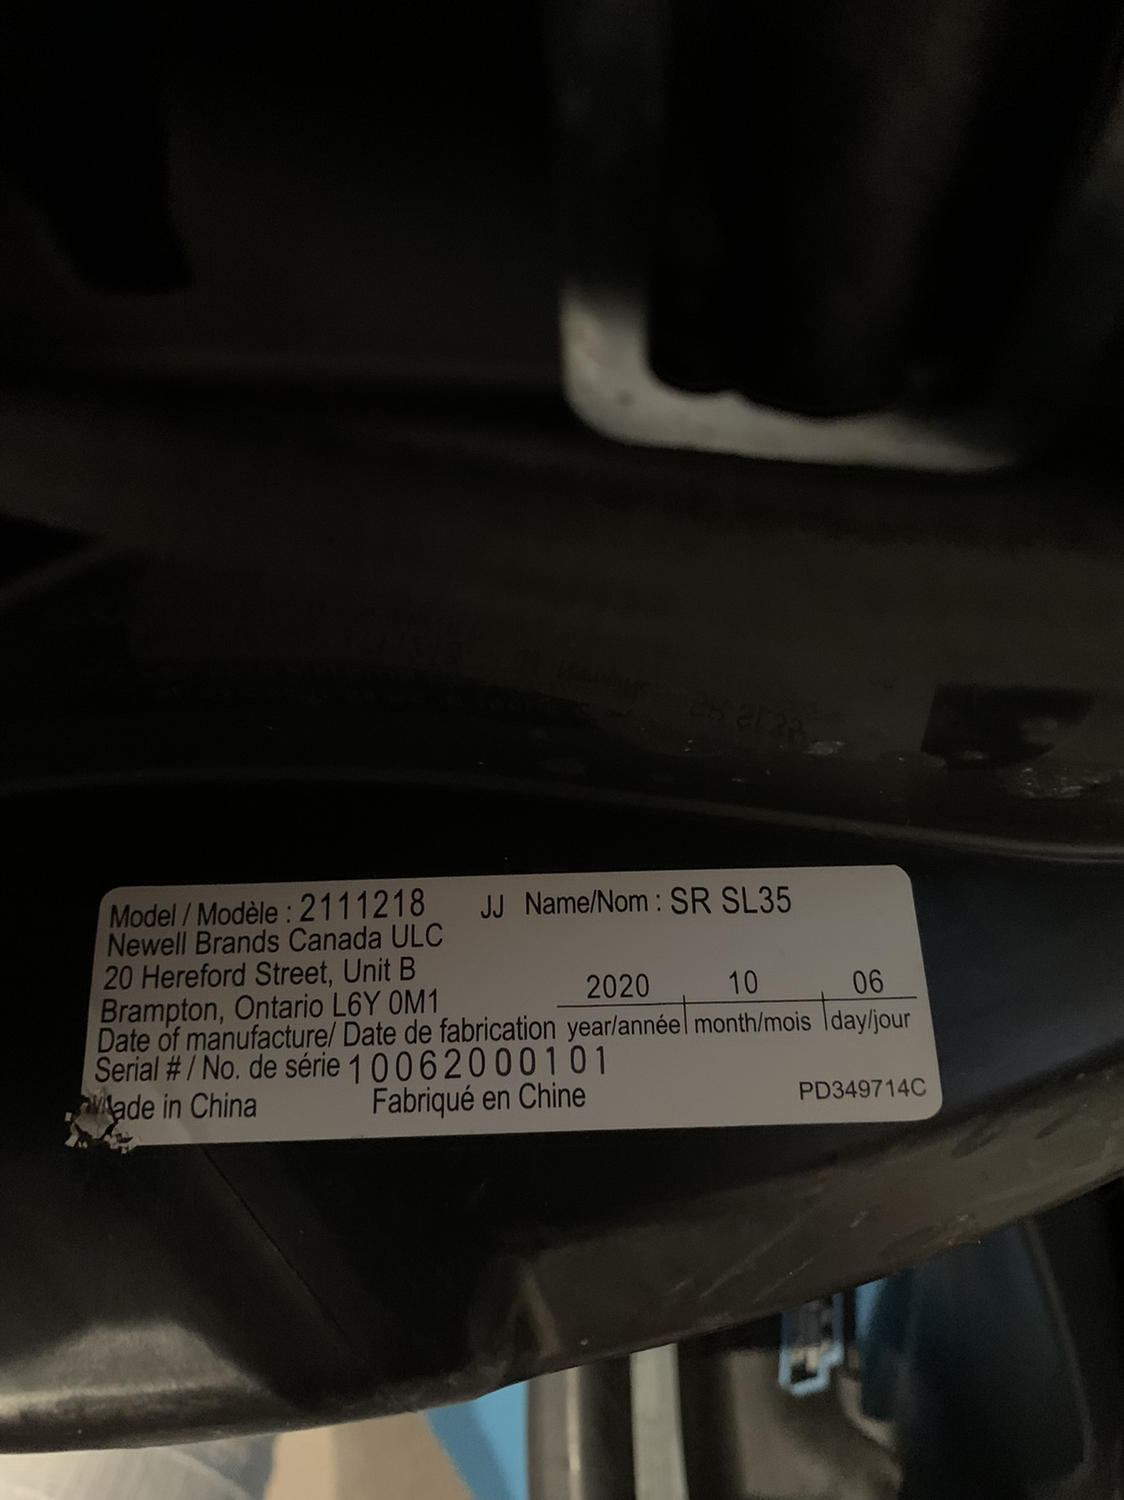 Model / Modèle : 2111218 JJ Name/Nom : SR SL35
Newell Brands Canada ULC
20 Hereford Street, Unit B
Brampton, Ontario L6Y 0M1
2020 10 06
Date of manufacture/ Date de fabrication year/année month/mois day/jour
Serial # / No. de série 10062000101
Made in China Fabriqué en Chine PD349714C